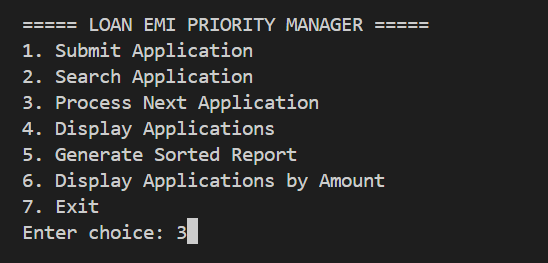 ===== LOAN EMI PRIORITY MANAGER =====
1. Submit Application
2. Search Application
3. Process Next Application
4. Display Applications
5. Generate Sorted Report
6. Display Applications by Amount
7. Exit
Enter choice: 3